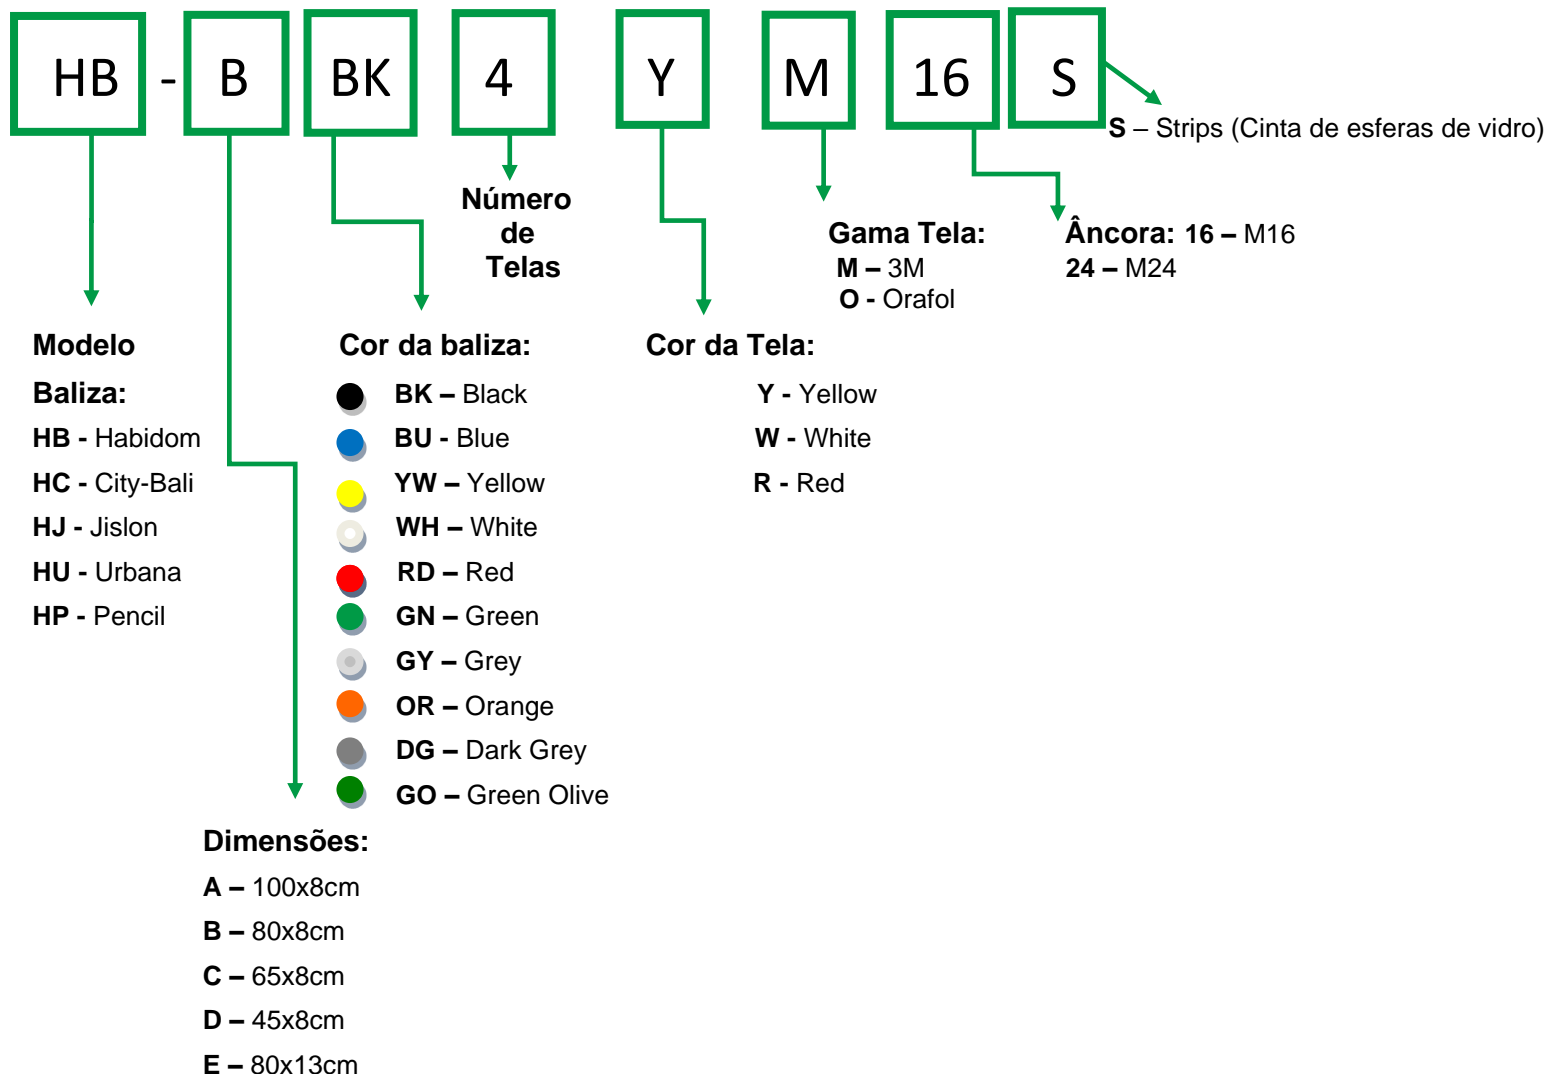 HB - B BK 4 Y M 16 S
S – Strips (Cinta de esferas de vidro)
Número
de
Telas
Gama Tela:
M – 3M
O - Orafol
Âncora: 16 – M16
24 – M24
Modelo
Baliza:
HB - Habidom
HC - City-Bali
HJ - Jislon
HU - Urbana
HP - Pencil
Cor da baliza:
BK – Black
BU - Blue
YW – Yellow
WH – White
RD – Red
GN – Green
GY – Grey
OR – Orange
DG – Dark Grey
GO – Green Olive
Cor da Tela:
Y - Yellow
W - White
R - Red
Dimensões:
A – 100x8cm
B – 80x8cm
C – 65x8cm
D – 45x8cm
E – 80x13cm